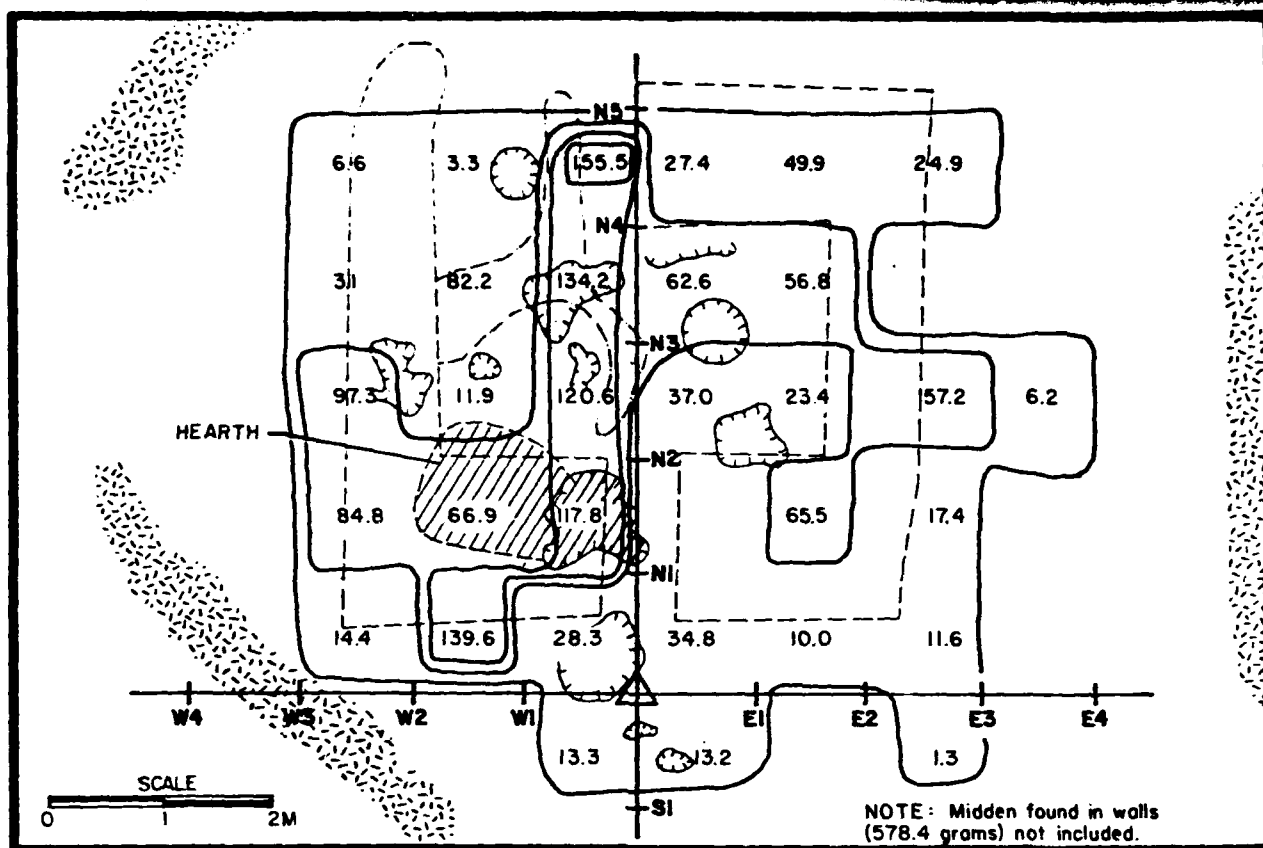 N5
6.6 3.3 155.5 27.4 49.9 24.9
N4
3.1 82.2 134.2 62.6 56.8
N3
97.3 11.9 120.6 37.0 23.4 57.2 6.2
HEARTH
N2
84.8 66.9 117.8 65.5 17.4
N1
14.4 139.6 28.3 34.8 10.0 11.6
W4 W3 W2 W1 E1 E2 E3 E4
13.3 13.2 1.3
SCALE
0 1 2M
S1
NOTE: Midden found in walls
(578.4 grams) not included.